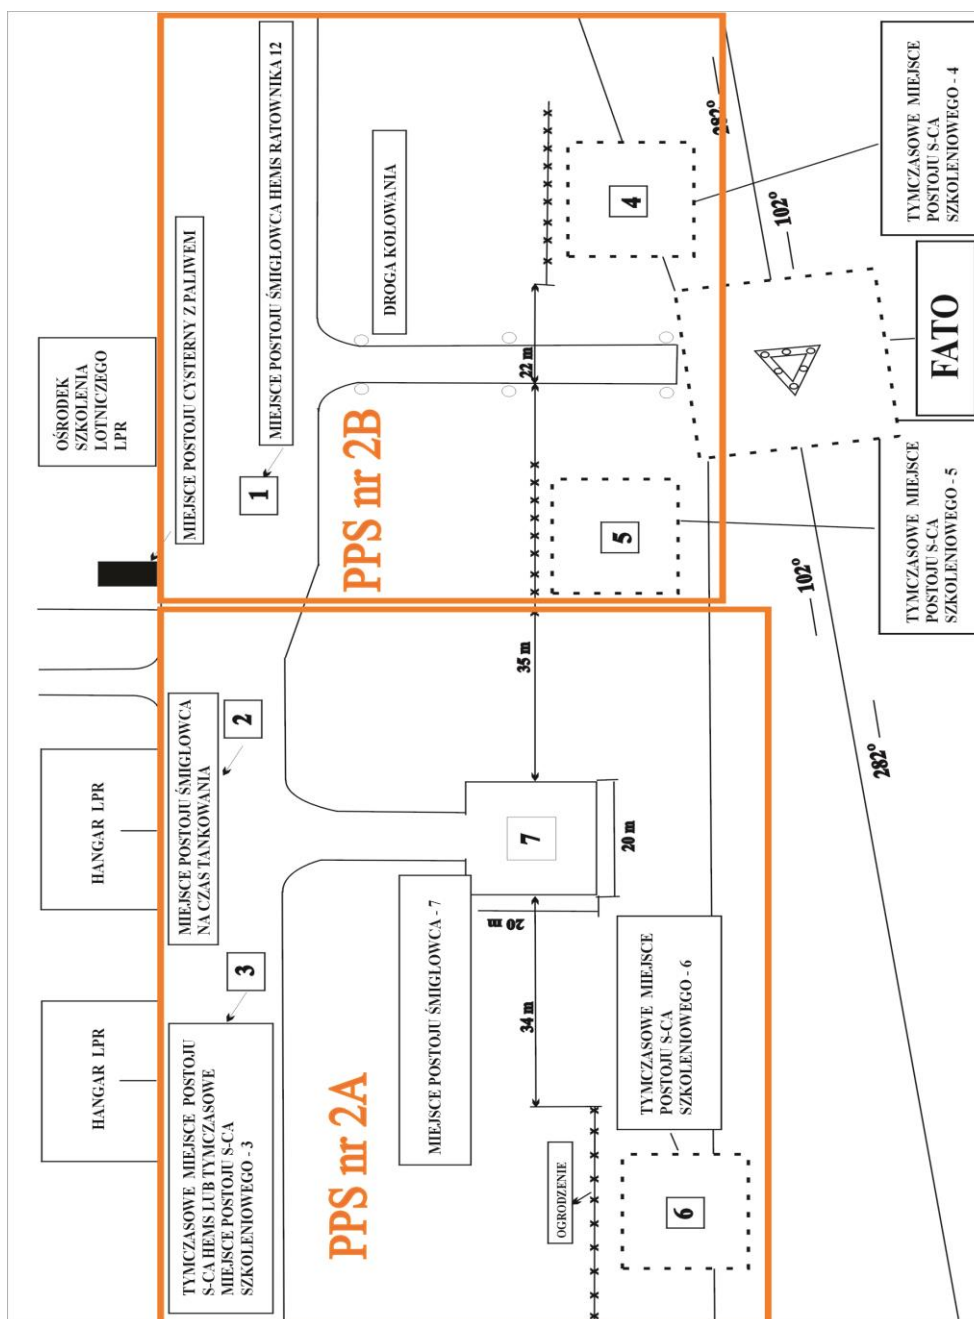 HANGAR LPR
HANGAR LPR
OŚRODEK
SZKOLENIA
LOTNICZEGO
LPR
TYMCZASOWE MIEJSCE POSTOJU
S-CA HEMS LUB TYMCZASOWE
MIEJSCE POSTOJU S-CA
SZKOLENIOWEGO - 3
3
MIEJSCE POSTOJU ŚMIGŁOWCA
NA CZAS TANKOWANIA
2
MIEJSCE POSTOJU CYSTERNY Z PALIWEM
1
MIEJSCE POSTOJU ŚMIGŁOWCA HEMS RATOWNIKA 12
PPS nr 2A
PPS nr 2B
DROGA KOLOWANIA
MIEJSCE POSTOJU ŚMIGŁOWCA - 7
34 m
20 m
7
20 m
35 m
22 m
OGRODZENIE
6
TYMCZASOWE MIEJSCE
POSTOJU S-CA
SZKOLENIOWEGO - 6
5
4
282°
102°
102°
282°
TYMCZASOWE MIEJSCE
POSTOJU S-CA
SZKOLENIOWEGO - 5
FATO
TYMCZASOWE MIEJSCE
POSTOJU S-CA
SZKOLENIOWEGO - 4